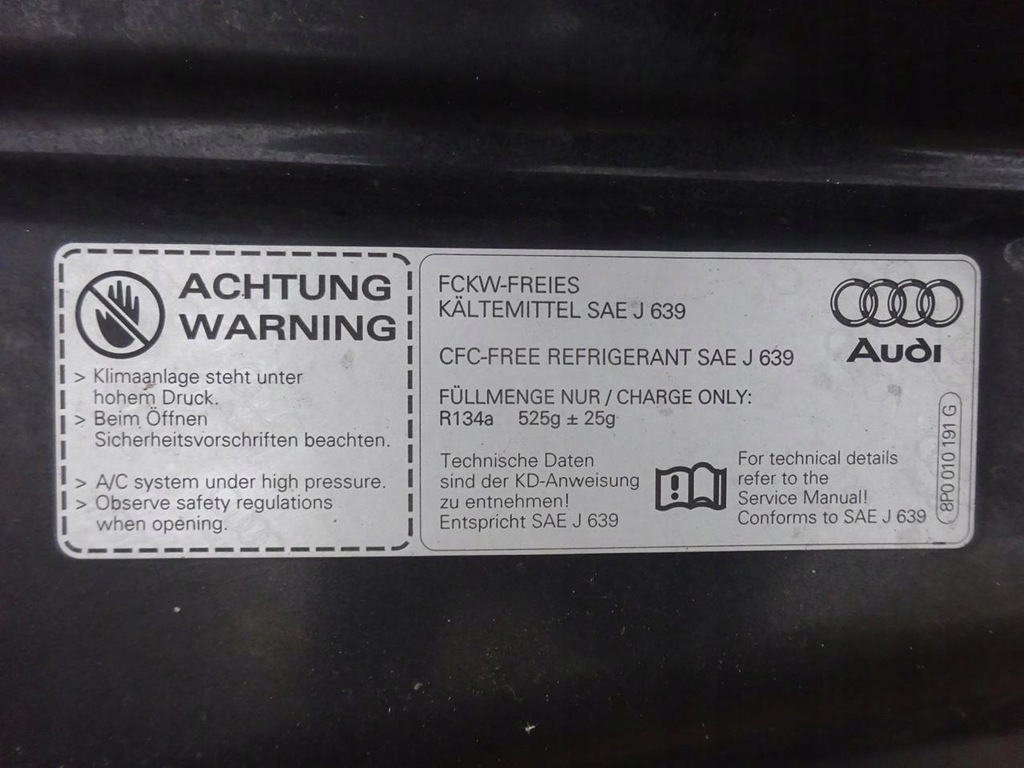 ACHTUNG
WARNING
> Klimaanlage steht unter
hohem Druck.
> Beim Öffnen
Sicherheitsvorschriften beachten.
> A/C system under high pressure.
> Observe safety regulations
when opening.
FCKW-FREIES
KÄLTEMITTEL SAE J 639
CFC-FREE REFRIGERANT SAE J 639
FÜLLMENGE NUR / CHARGE ONLY:
R134a 525g ± 25g
Technische Daten
sind der KD-Anweisung
zu entnehmen!
Entspricht SAE J 639
!
For technical details
refer to the
Service Manual!
Conforms to SAE J 639
Audi
8P0 010 191 G